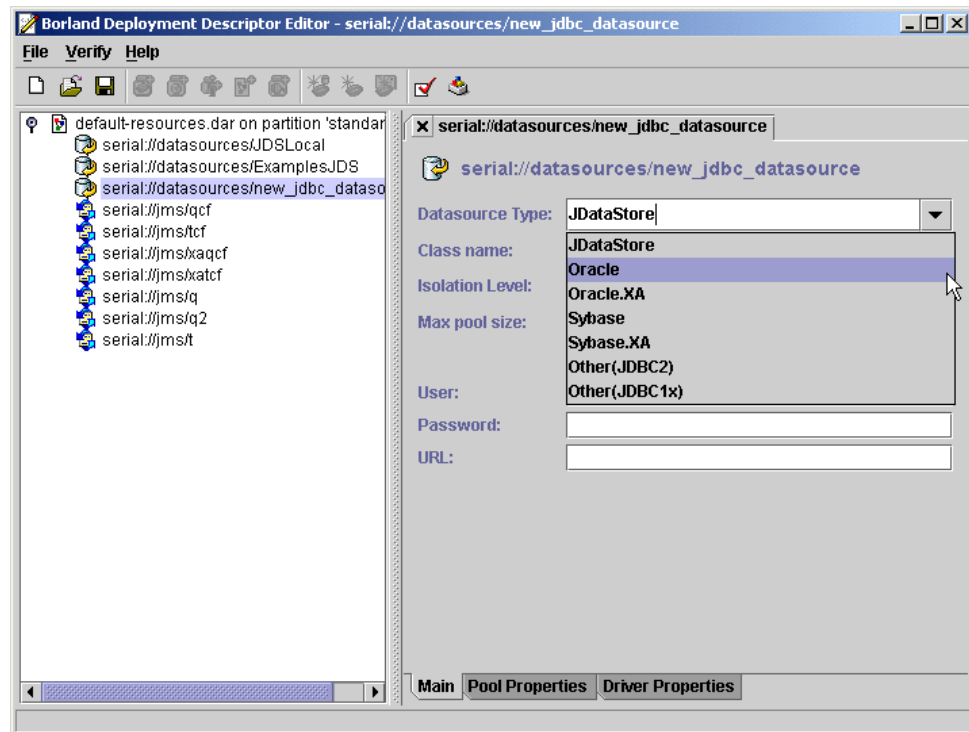 Borland Deployment Descriptor Editor - serial://datasources/new_jdbc_datasource
File Verify Help
default-resources.dar on partition 'standar
serial://datasources/JDSLocal
serial://datasources/ExamplesJDS
serial://datasources/new_jdbc_dataso
serial://jms/qcf
serial://jms/tcf
serial://jms/xaqcf
serial://jms/xatcf
serial://jms/q
serial://jms/q2
serial://jms/t
serial://datasources/new_jdbc_datasource
serial://datasources/new_jdbc_datasource
Datasource Type: JDataStore
Class name: JDataStore
Oracle
Isolation Level: Oracle.XA
Max pool size: Sybase
Sybase.XA
Other(JDBC2)
User: Other(JDBC1x)
Password:
URL:
Main Pool Properties Driver Properties